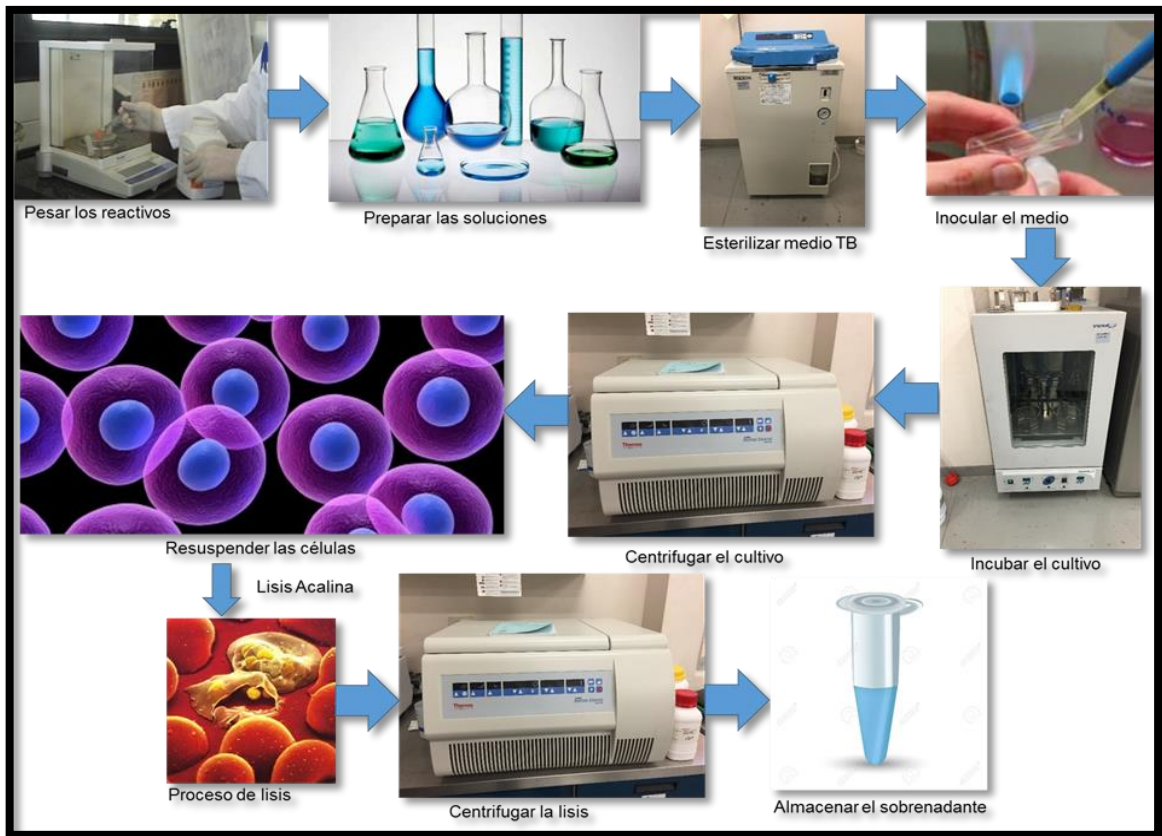 Pesar los reactivos
Preparar las soluciones
Esterilizar medio TB
Inocular el medio
Resuspender las células
Centrifugar el cultivo
Incubar el cultivo
Lisis Acalina
Proceso de lisis
Centrifugar la lisis
Almacenar el sobrenadante